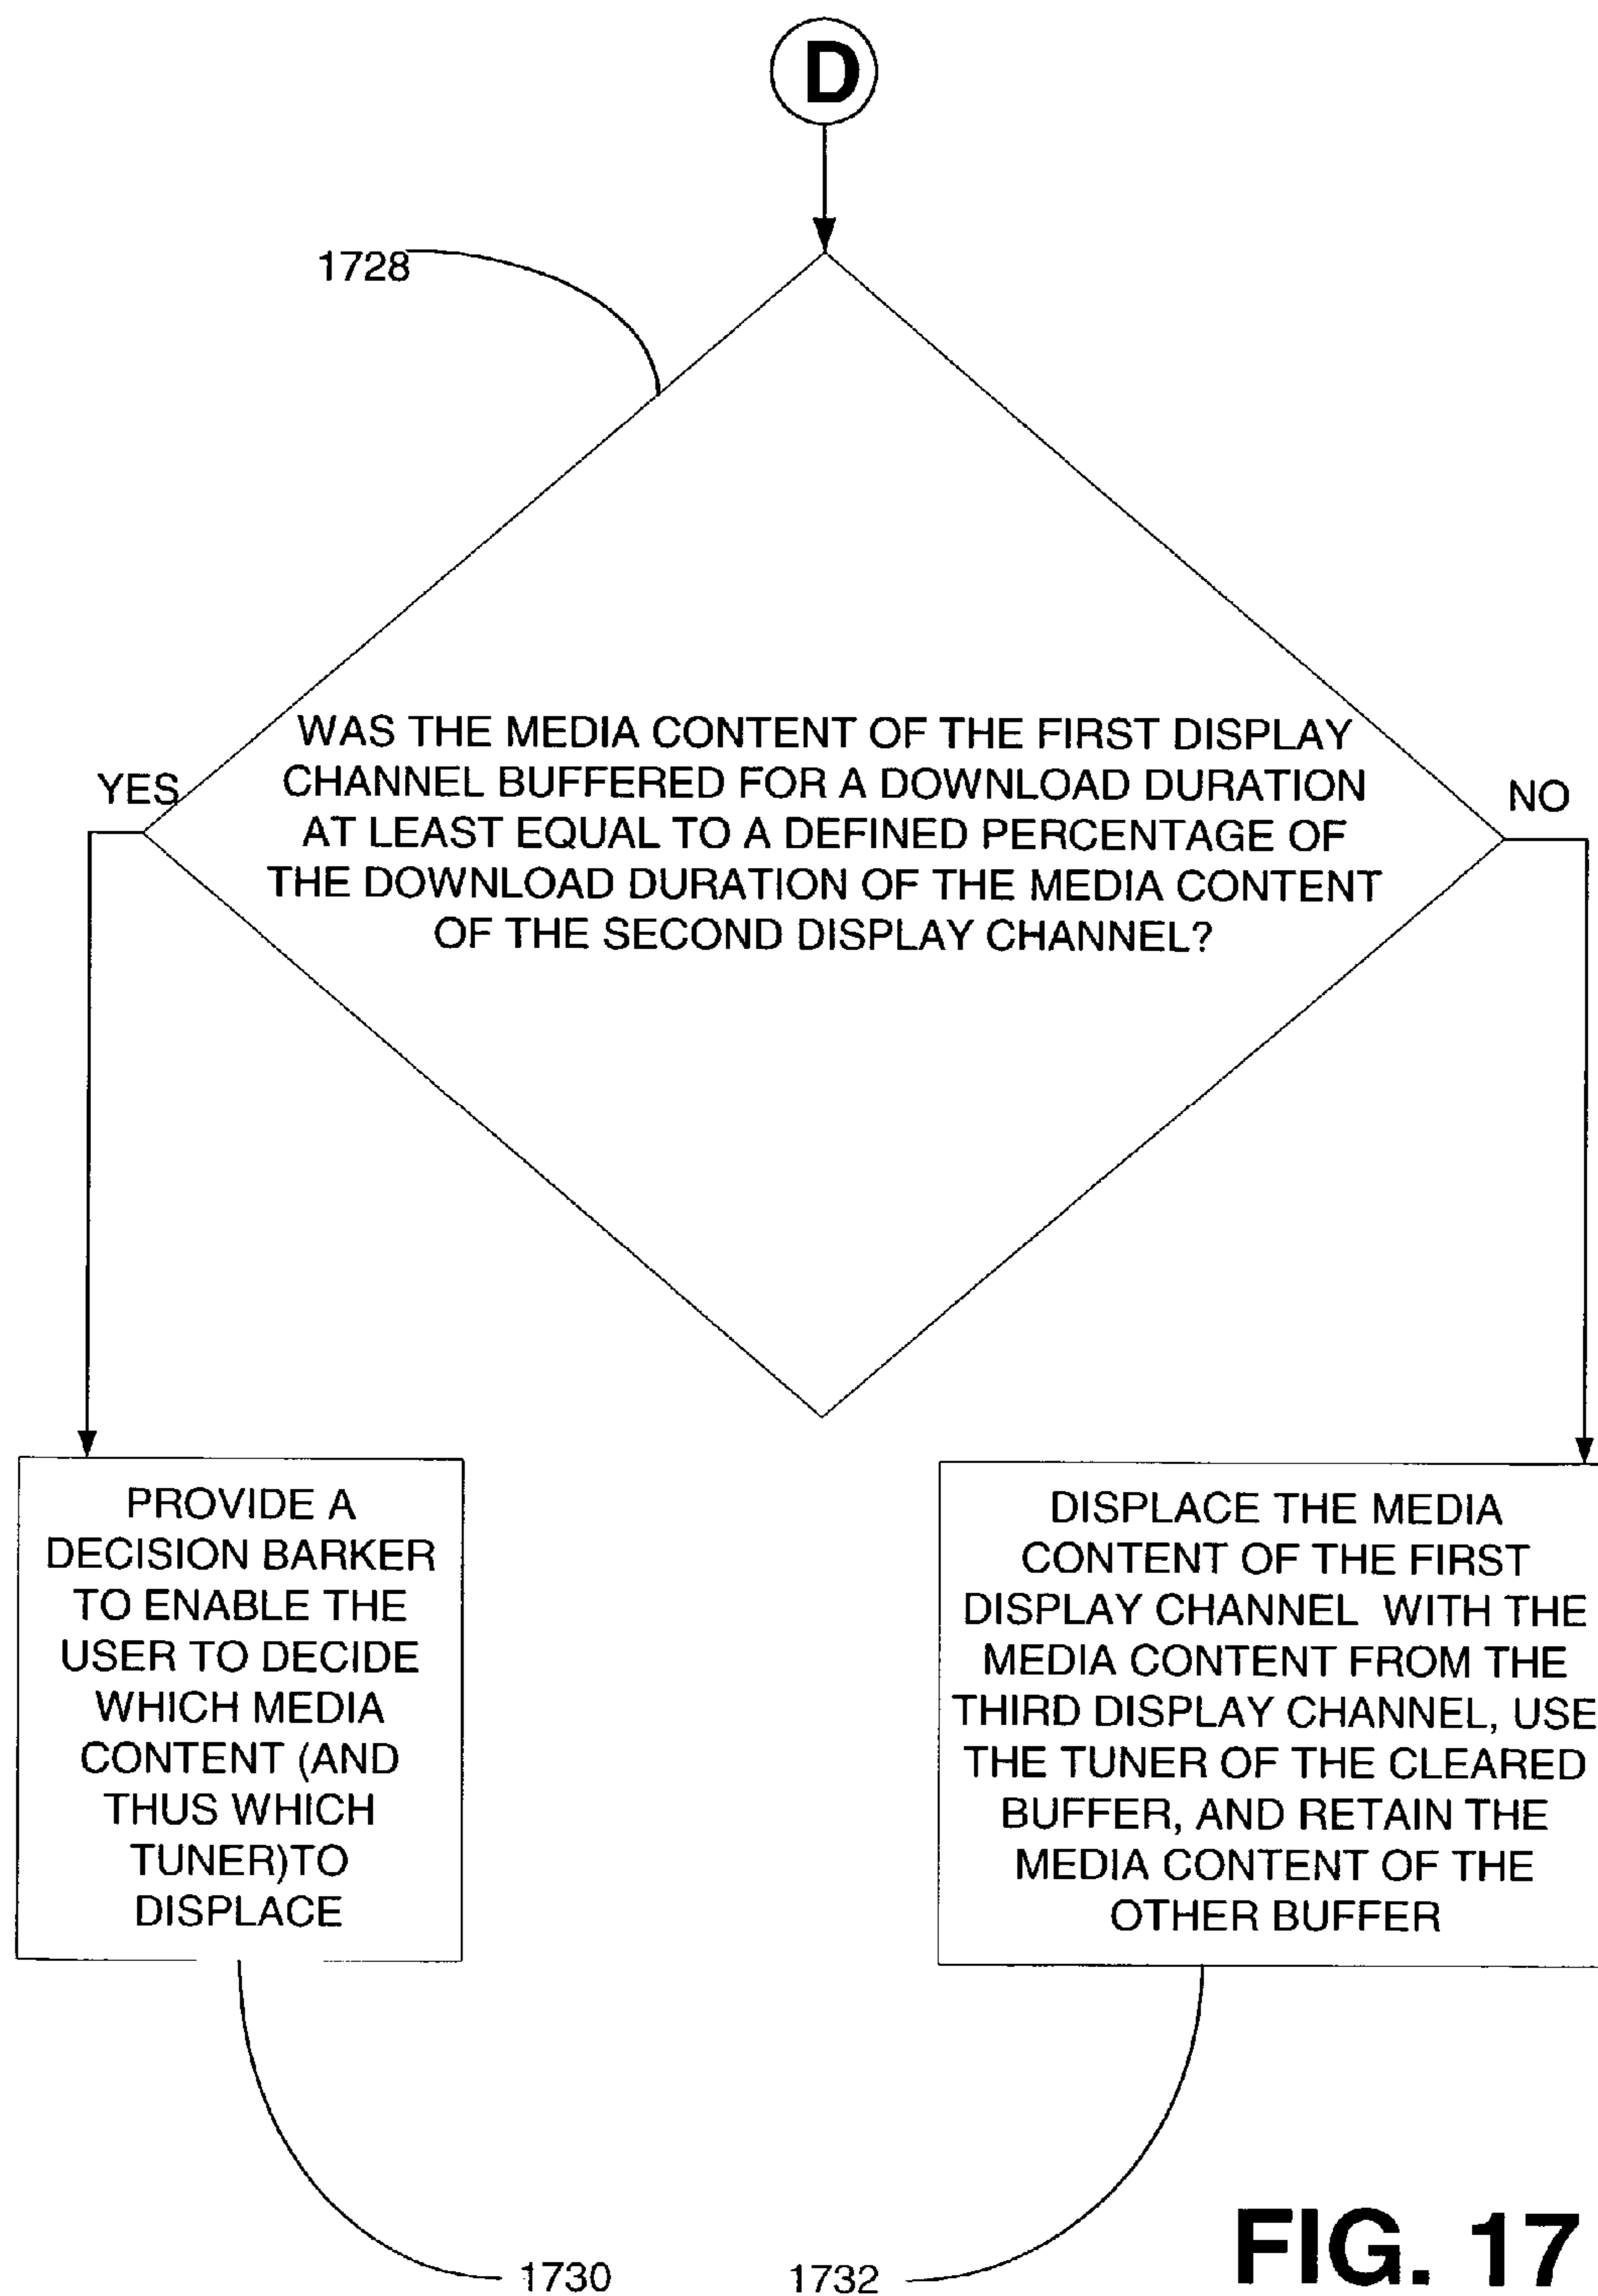 D
1728
WAS THE MEDIA CONTENT OF THE FIRST DISPLAY
CHANNEL BUFFERED FOR A DOWNLOAD DURATION
AT LEAST EQUAL TO A DEFINED PERCENTAGE OF
THE DOWNLOAD DURATION OF THE MEDIA CONTENT
OF THE SECOND DISPLAY CHANNEL?
YES
NO
PROVIDE A
DECISION BARKER
TO ENABLE THE
USER TO DECIDE
WHICH MEDIA
CONTENT (AND
THUS WHICH
TUNER)TO
DISPLACE
DISPLACE THE MEDIA
CONTENT OF THE FIRST
DISPLAY CHANNEL WITH THE
MEDIA CONTENT FROM THE
THIRD DISPLAY CHANNEL, USE
THE TUNER OF THE CLEARED
BUFFER, AND RETAIN THE
MEDIA CONTENT OF THE
OTHER BUFFER
1730
1732
FIG. 17